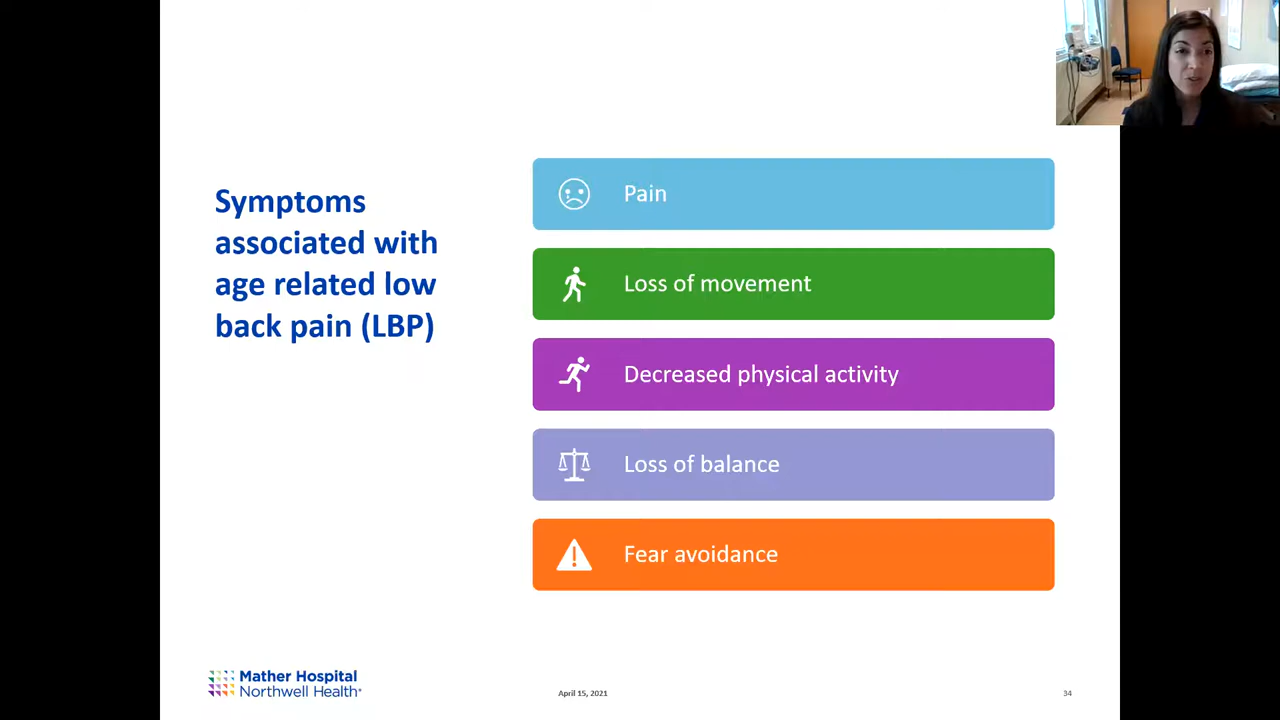 Symptoms
associated with
age related low
back pain (LBP)
Pain
Loss of movement
Decreased physical activity
Loss of balance
Fear avoidance
Mather Hospital
Northwell Health®
April 15, 2021
34